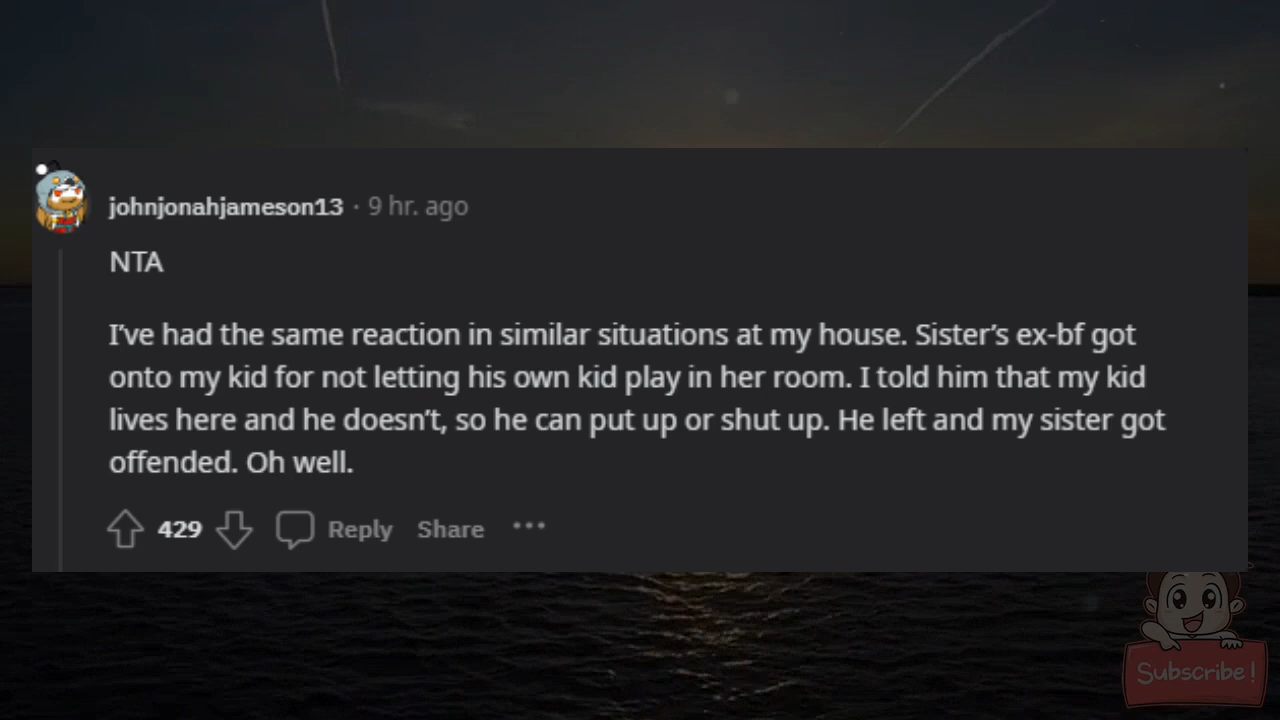 johnjonahjameson13 · 9 hr. ago
NTA
I’ve had the same reaction in similar situations at my house. Sister’s ex-bf got
onto my kid for not letting his own kid play in her room. I told him that my kid
lives here and he doesn’t, so he can put up or shut up. He left and my sister got
offended. Oh well.
429 Reply Share ...
Subscribe!